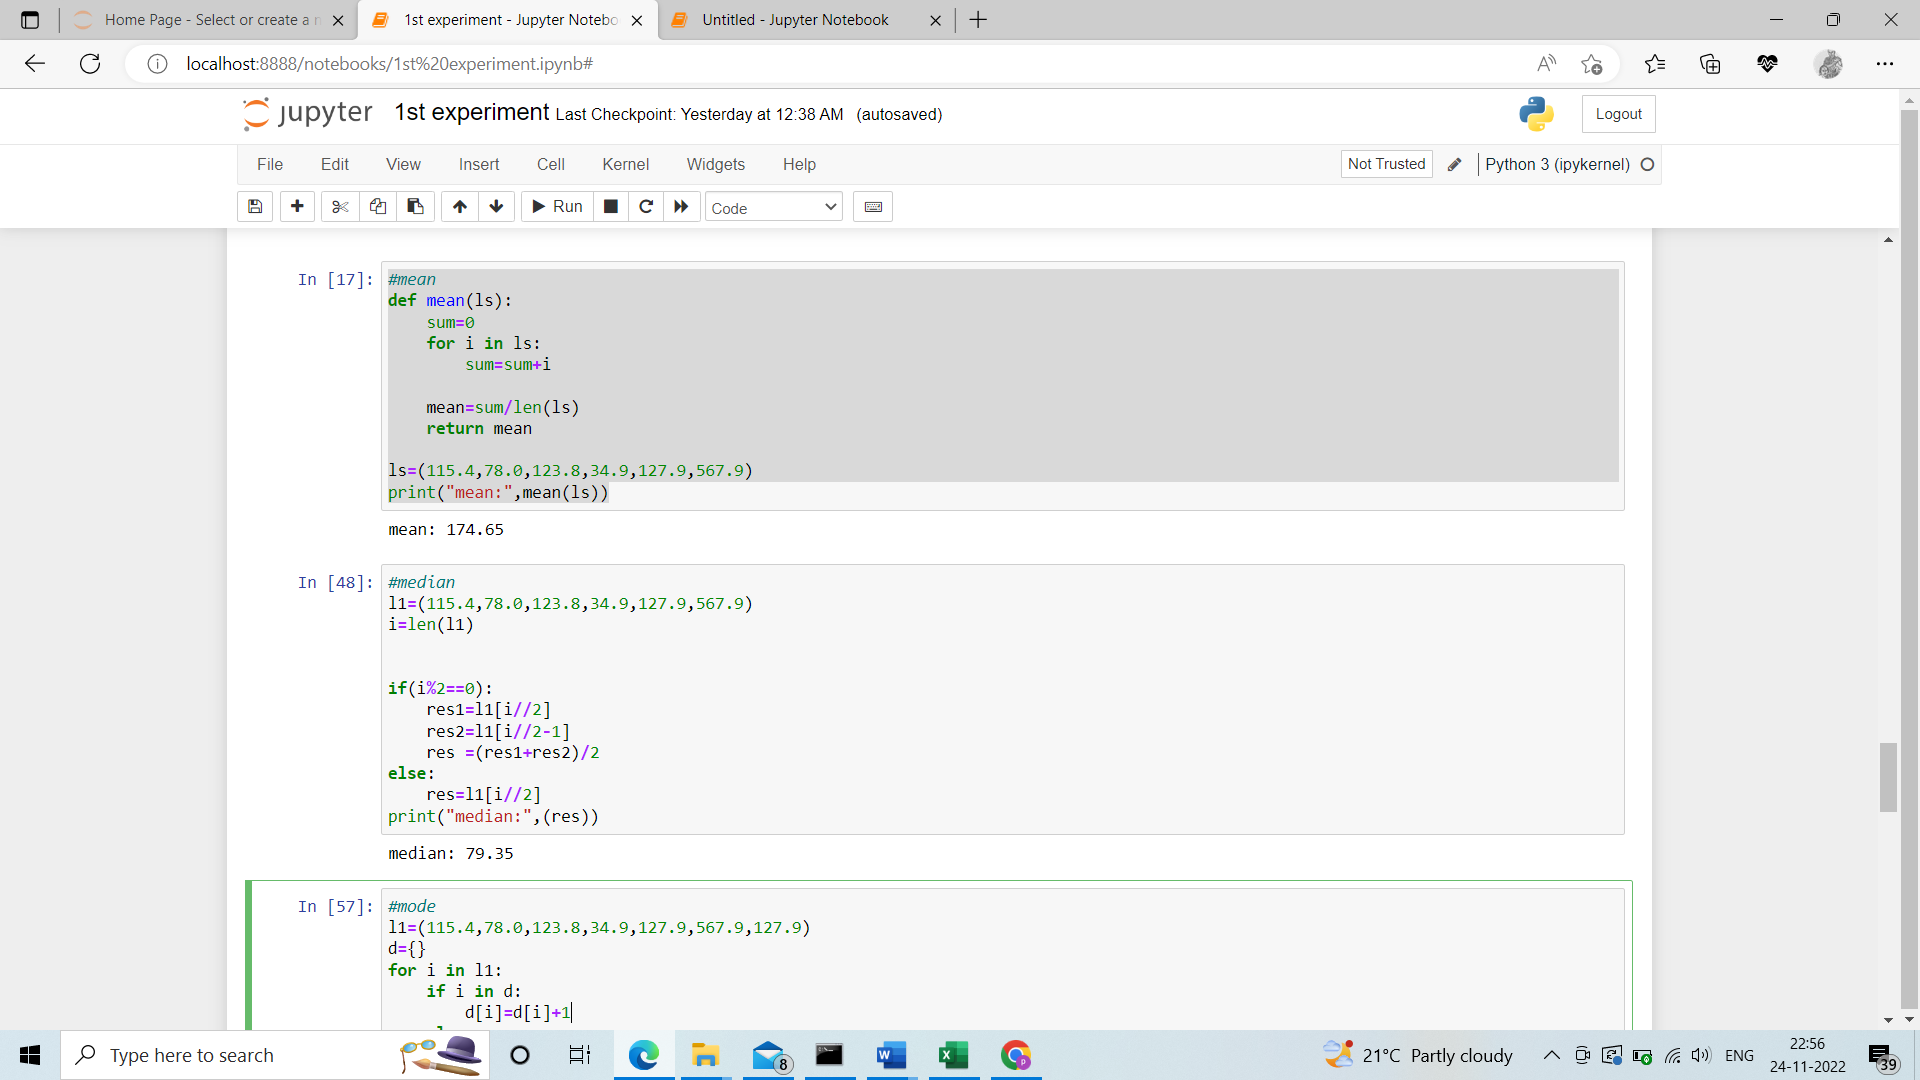 Home Page - Select or create a n
1st experiment - Jupyter Notebo
Untitled - Jupyter Notebook
localhost:8888/notebooks/1st%20experiment.ipynb#
jupyter 1st experiment Last Checkpoint: Yesterday at 12:38 AM (autosaved)
Logout
File Edit View Insert Cell Kernel Widgets Help
Not Trusted
Python 3 (ipykernel)
Run
Code
In [17]:
#mean
def mean(ls):
    sum=0
    for i in ls:
        sum=sum+i
    mean=sum/len(ls)
    return mean
ls=(115.4,78.0,123.8,34.9,127.9,567.9)
print("mean:",mean(ls))
mean: 174.65
In [48]:
#median
l1=(115.4,78.0,123.8,34.9,127.9,567.9)
i=len(l1)
if(i%2==0):
    res1=l1[i//2]
    res2=l1[i//2-1]
    res =(res1+res2)/2
else:
    res=l1[i//2]
print("median:",(res))
median: 79.35
In [57]:
#mode
l1=(115.4,78.0,123.8,34.9,127.9,567.9,127.9)
d={}
for i in l1:
    if i in d:
        d[i]=d[i]+1
Type here to search
8
21°C Partly cloudy
ENG
22:56
24-11-2022
39